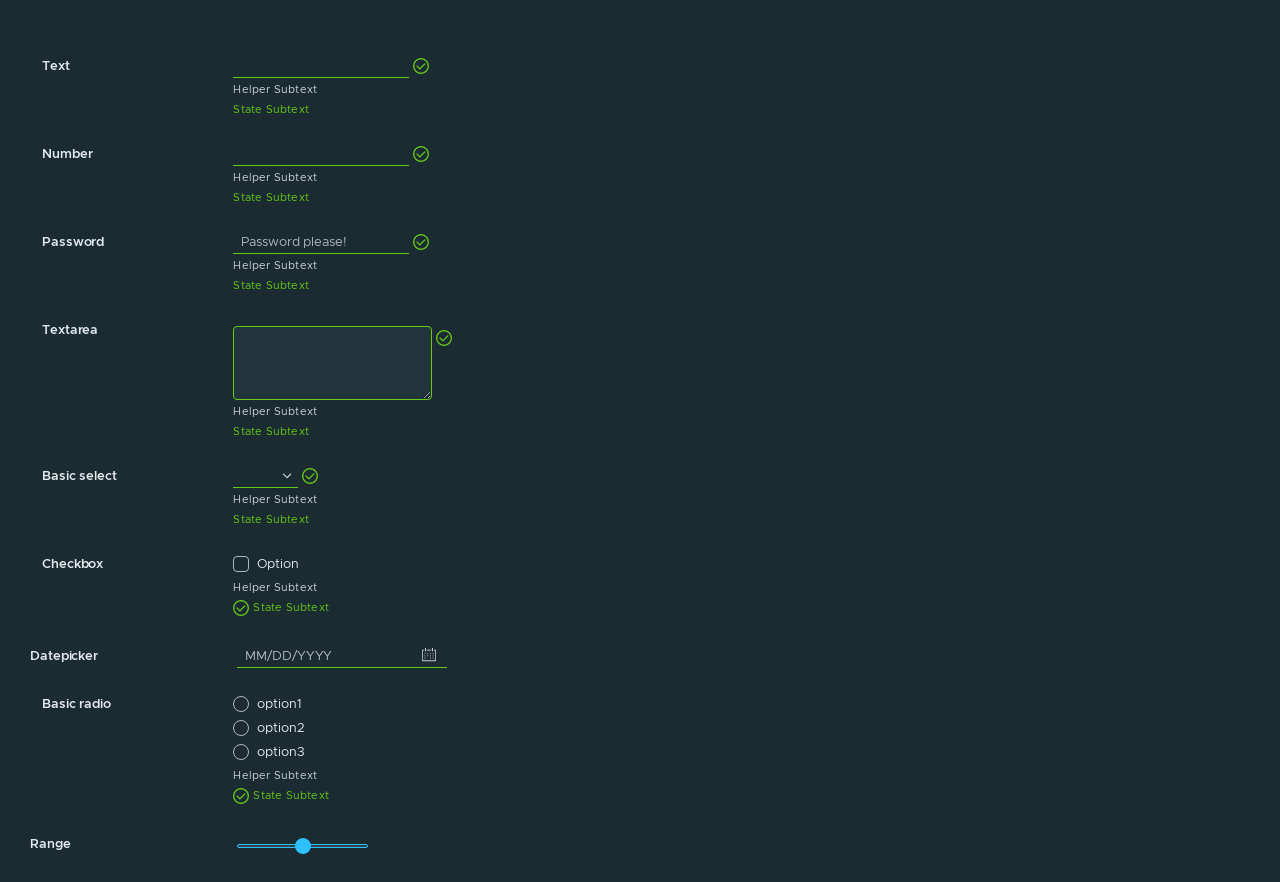 Text
Helper Subtext
State Subtext
Number
Helper Subtext
State Subtext
Password Password please!
Helper Subtext
State Subtext
Textarea
Helper Subtext
State Subtext
Basic select
Helper Subtext
State Subtext
Checkbox Option
Helper Subtext
State Subtext
Datepicker MM/DD/YYYY
Basic radio option1
option2
option3
Helper Subtext
State Subtext
Range